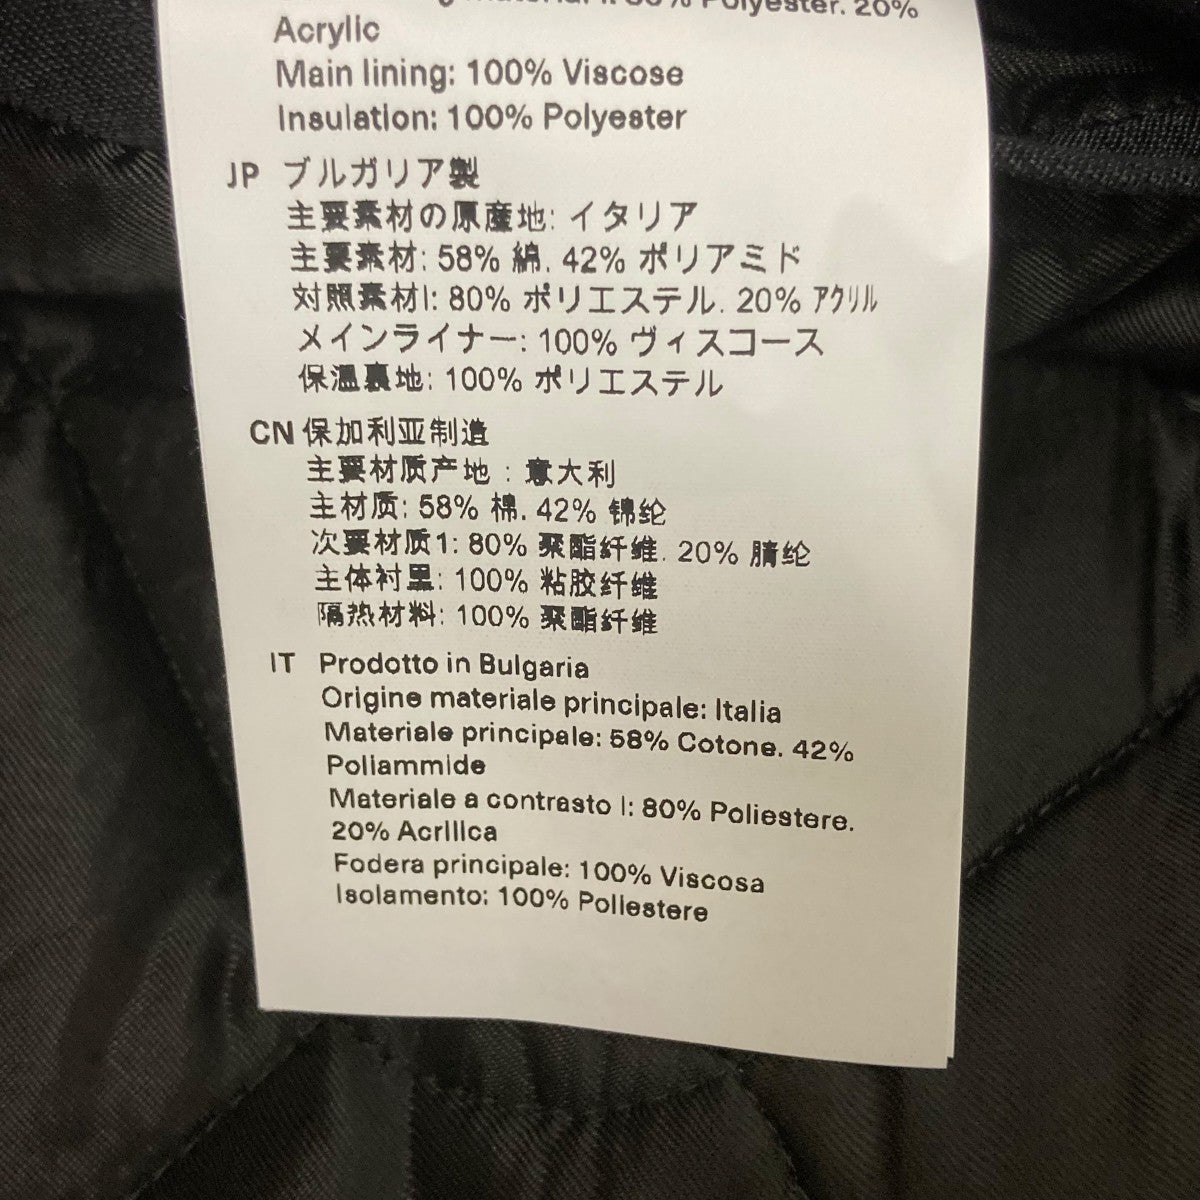 Polyester. 20%
Acrylic
Main lining: 100% Viscose
Insulation: 100% Polyester
JP ブルガリア製
主要素材の原産地: イタリア
主要素材: 58% 綿. 42% ポリアミド
対照素材I: 80% ポリエステル. 20% アクリル
メインライナー: 100% ヴィスコース
保温裏地: 100% ポリエステル
CN 保加利亚制造
主要材质产地 : 意大利
主材质: 58% 棉. 42% 锦纶
次要材质1: 80% 聚酯纤维. 20% 腈纶
主体衬里: 100% 粘胶纤维
隔热材料: 100% 聚酯纤维
IT Prodotto in Bulgaria
Origine materiale principale: Italia
Materiale principale: 58% Cotone. 42%
Poliammide
Materiale a contrasto I: 80% Poliestere.
20% Acrilica
Fodera principale: 100% Viscosa
Isolamento: 100% Poliestere